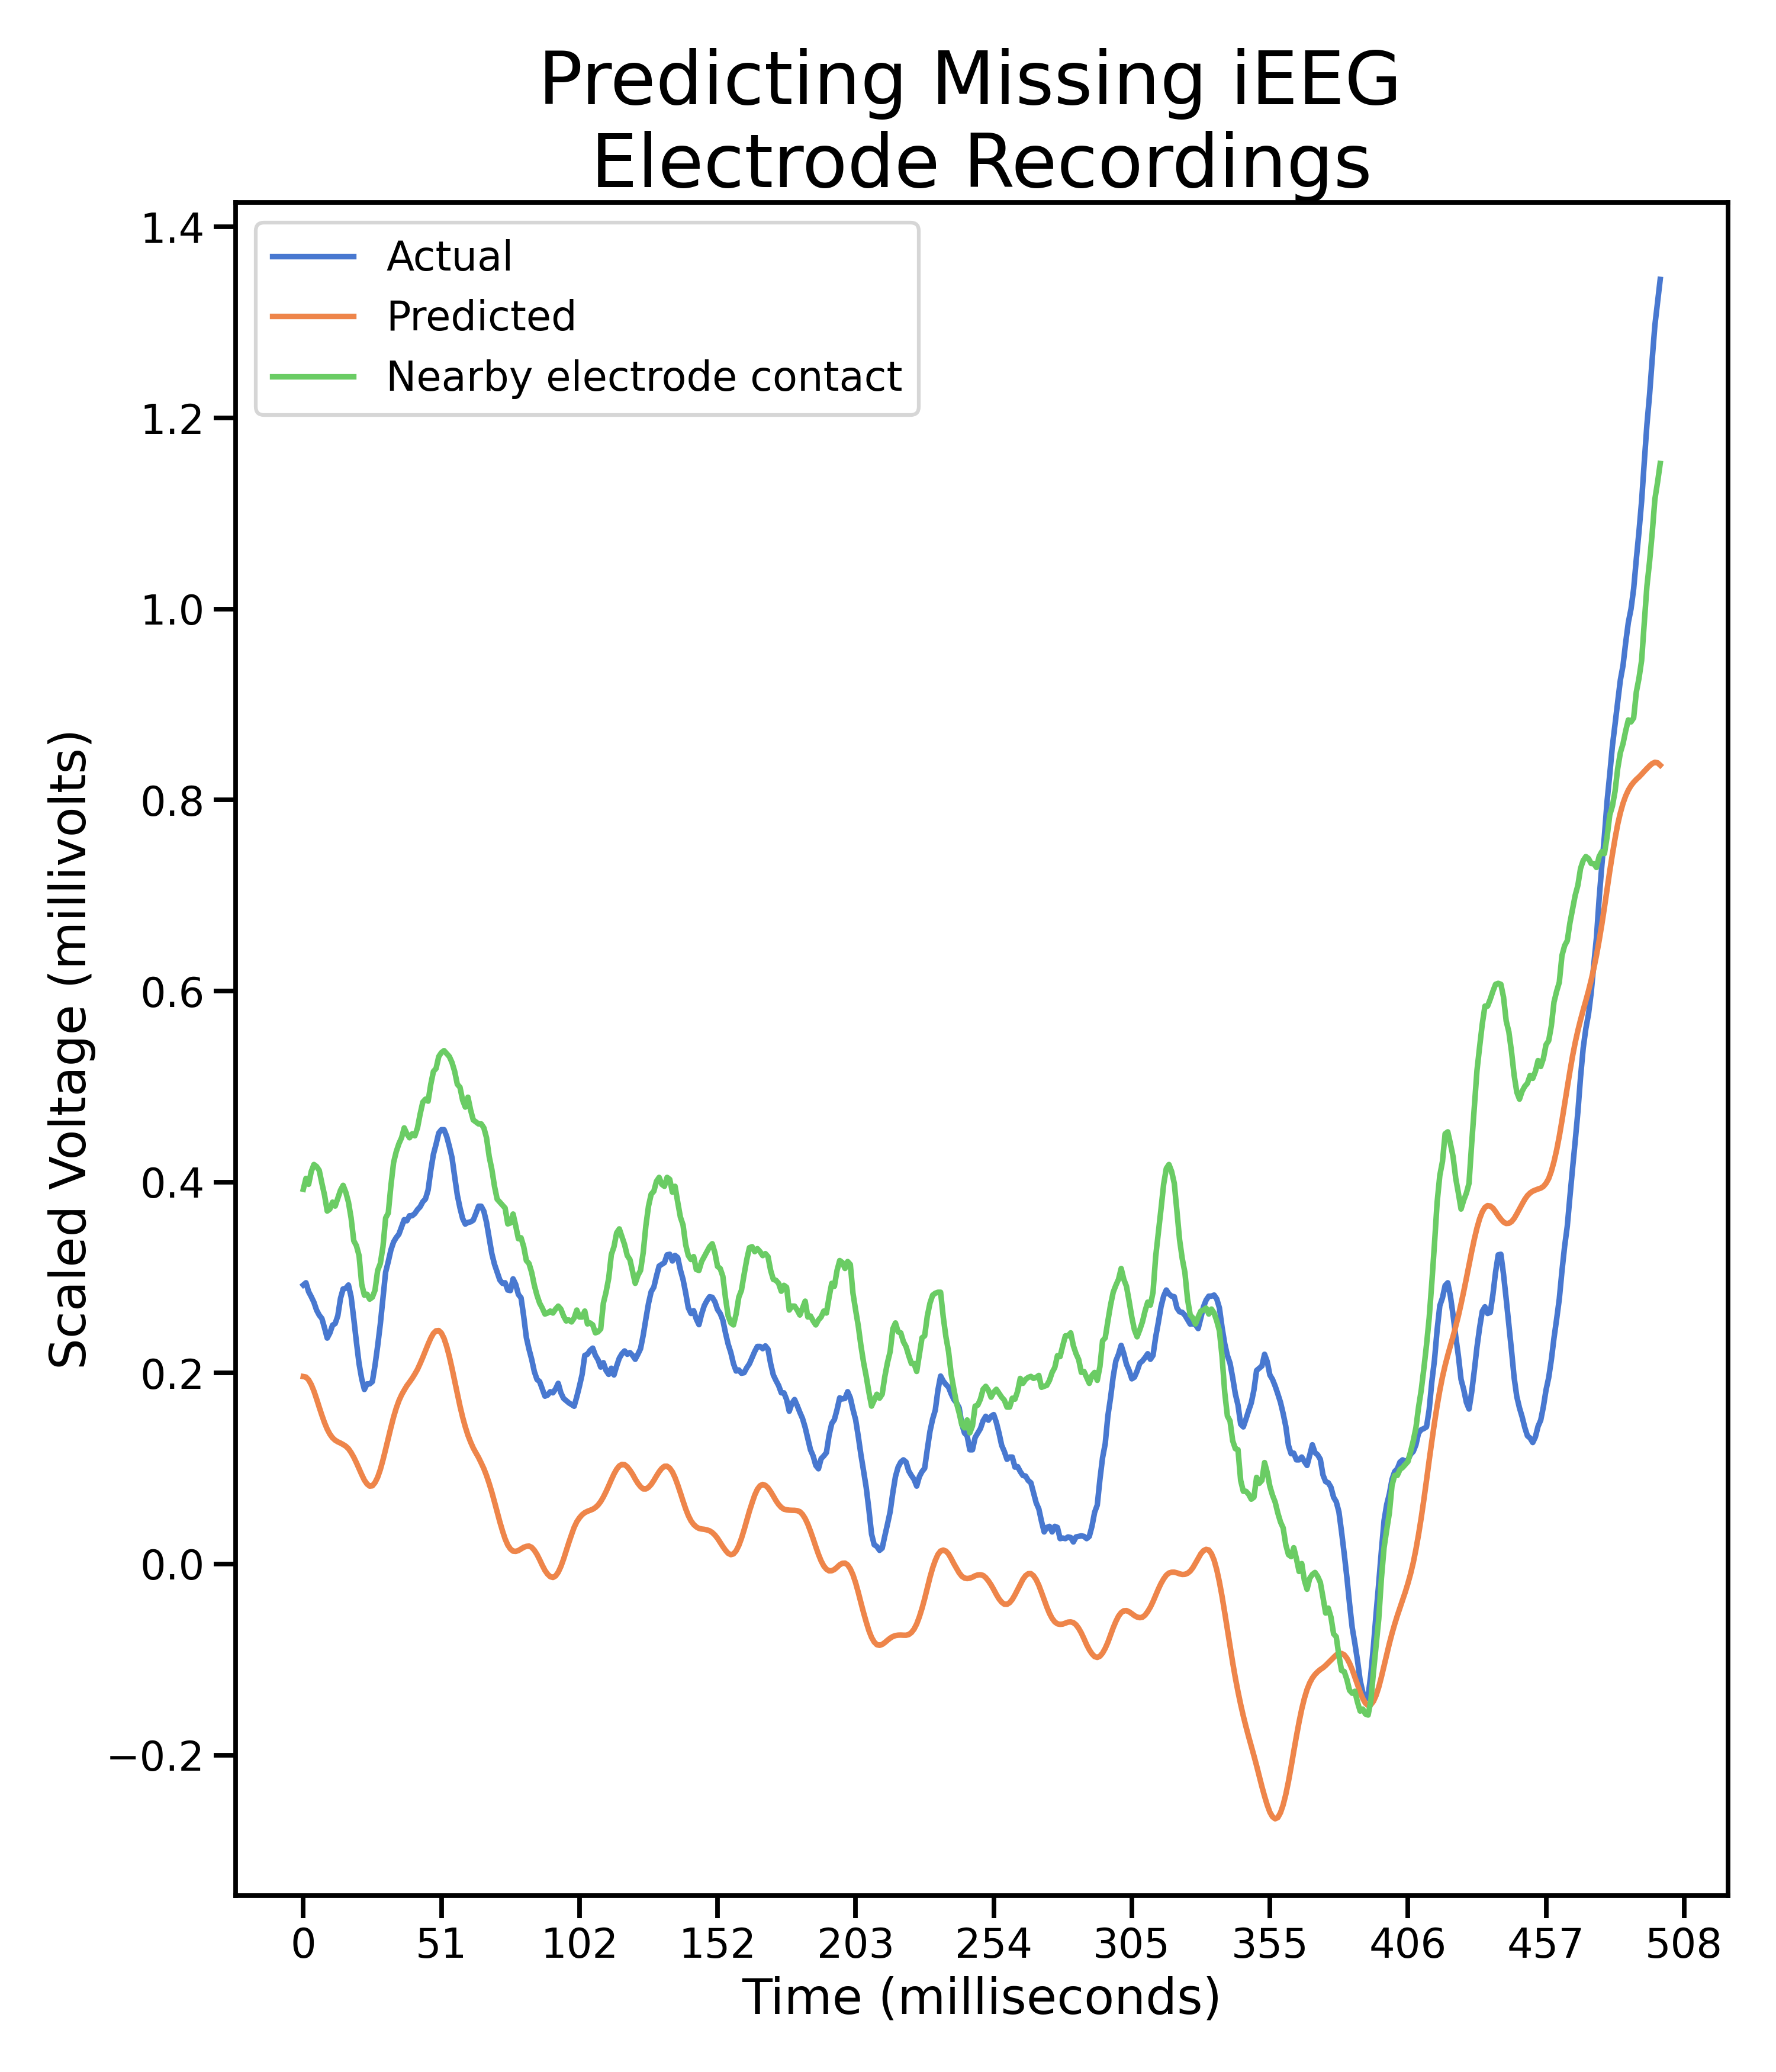 Predicting Missing iEEG
Electrode Recordings
Actual
Predicted
Nearby electrode contact
1.4
1.2
1.0
0.8
0.6
0.4
0.2
0.0
−0.2
Scaled Voltage (millivolts)
0 51 102 152 203 254 305 355 406 457 508
Time (milliseconds)